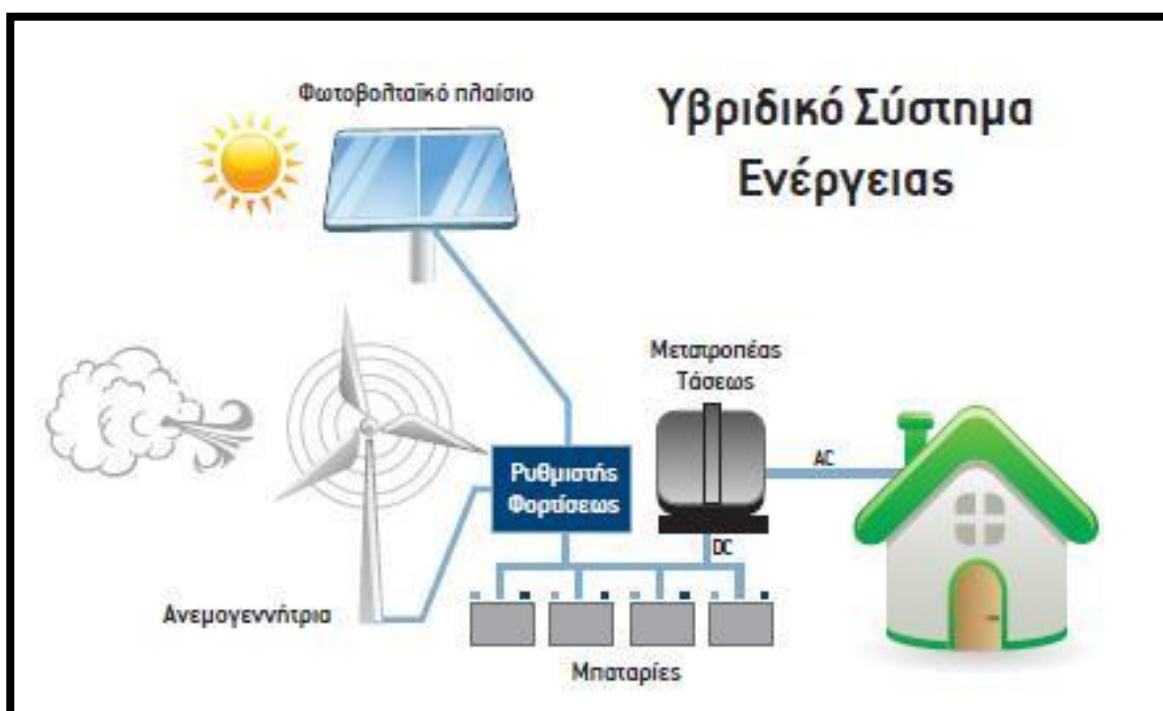 Φωτοβολταϊκό πλαίσιο
Υβριδικό Σύστημα
Ενέργειας
Μετατροπέας
Τάσεως
Ρυθμιστής
Φορτίσεως
AC
DC
Ανεμογεννήτρια
Μπαταρίες